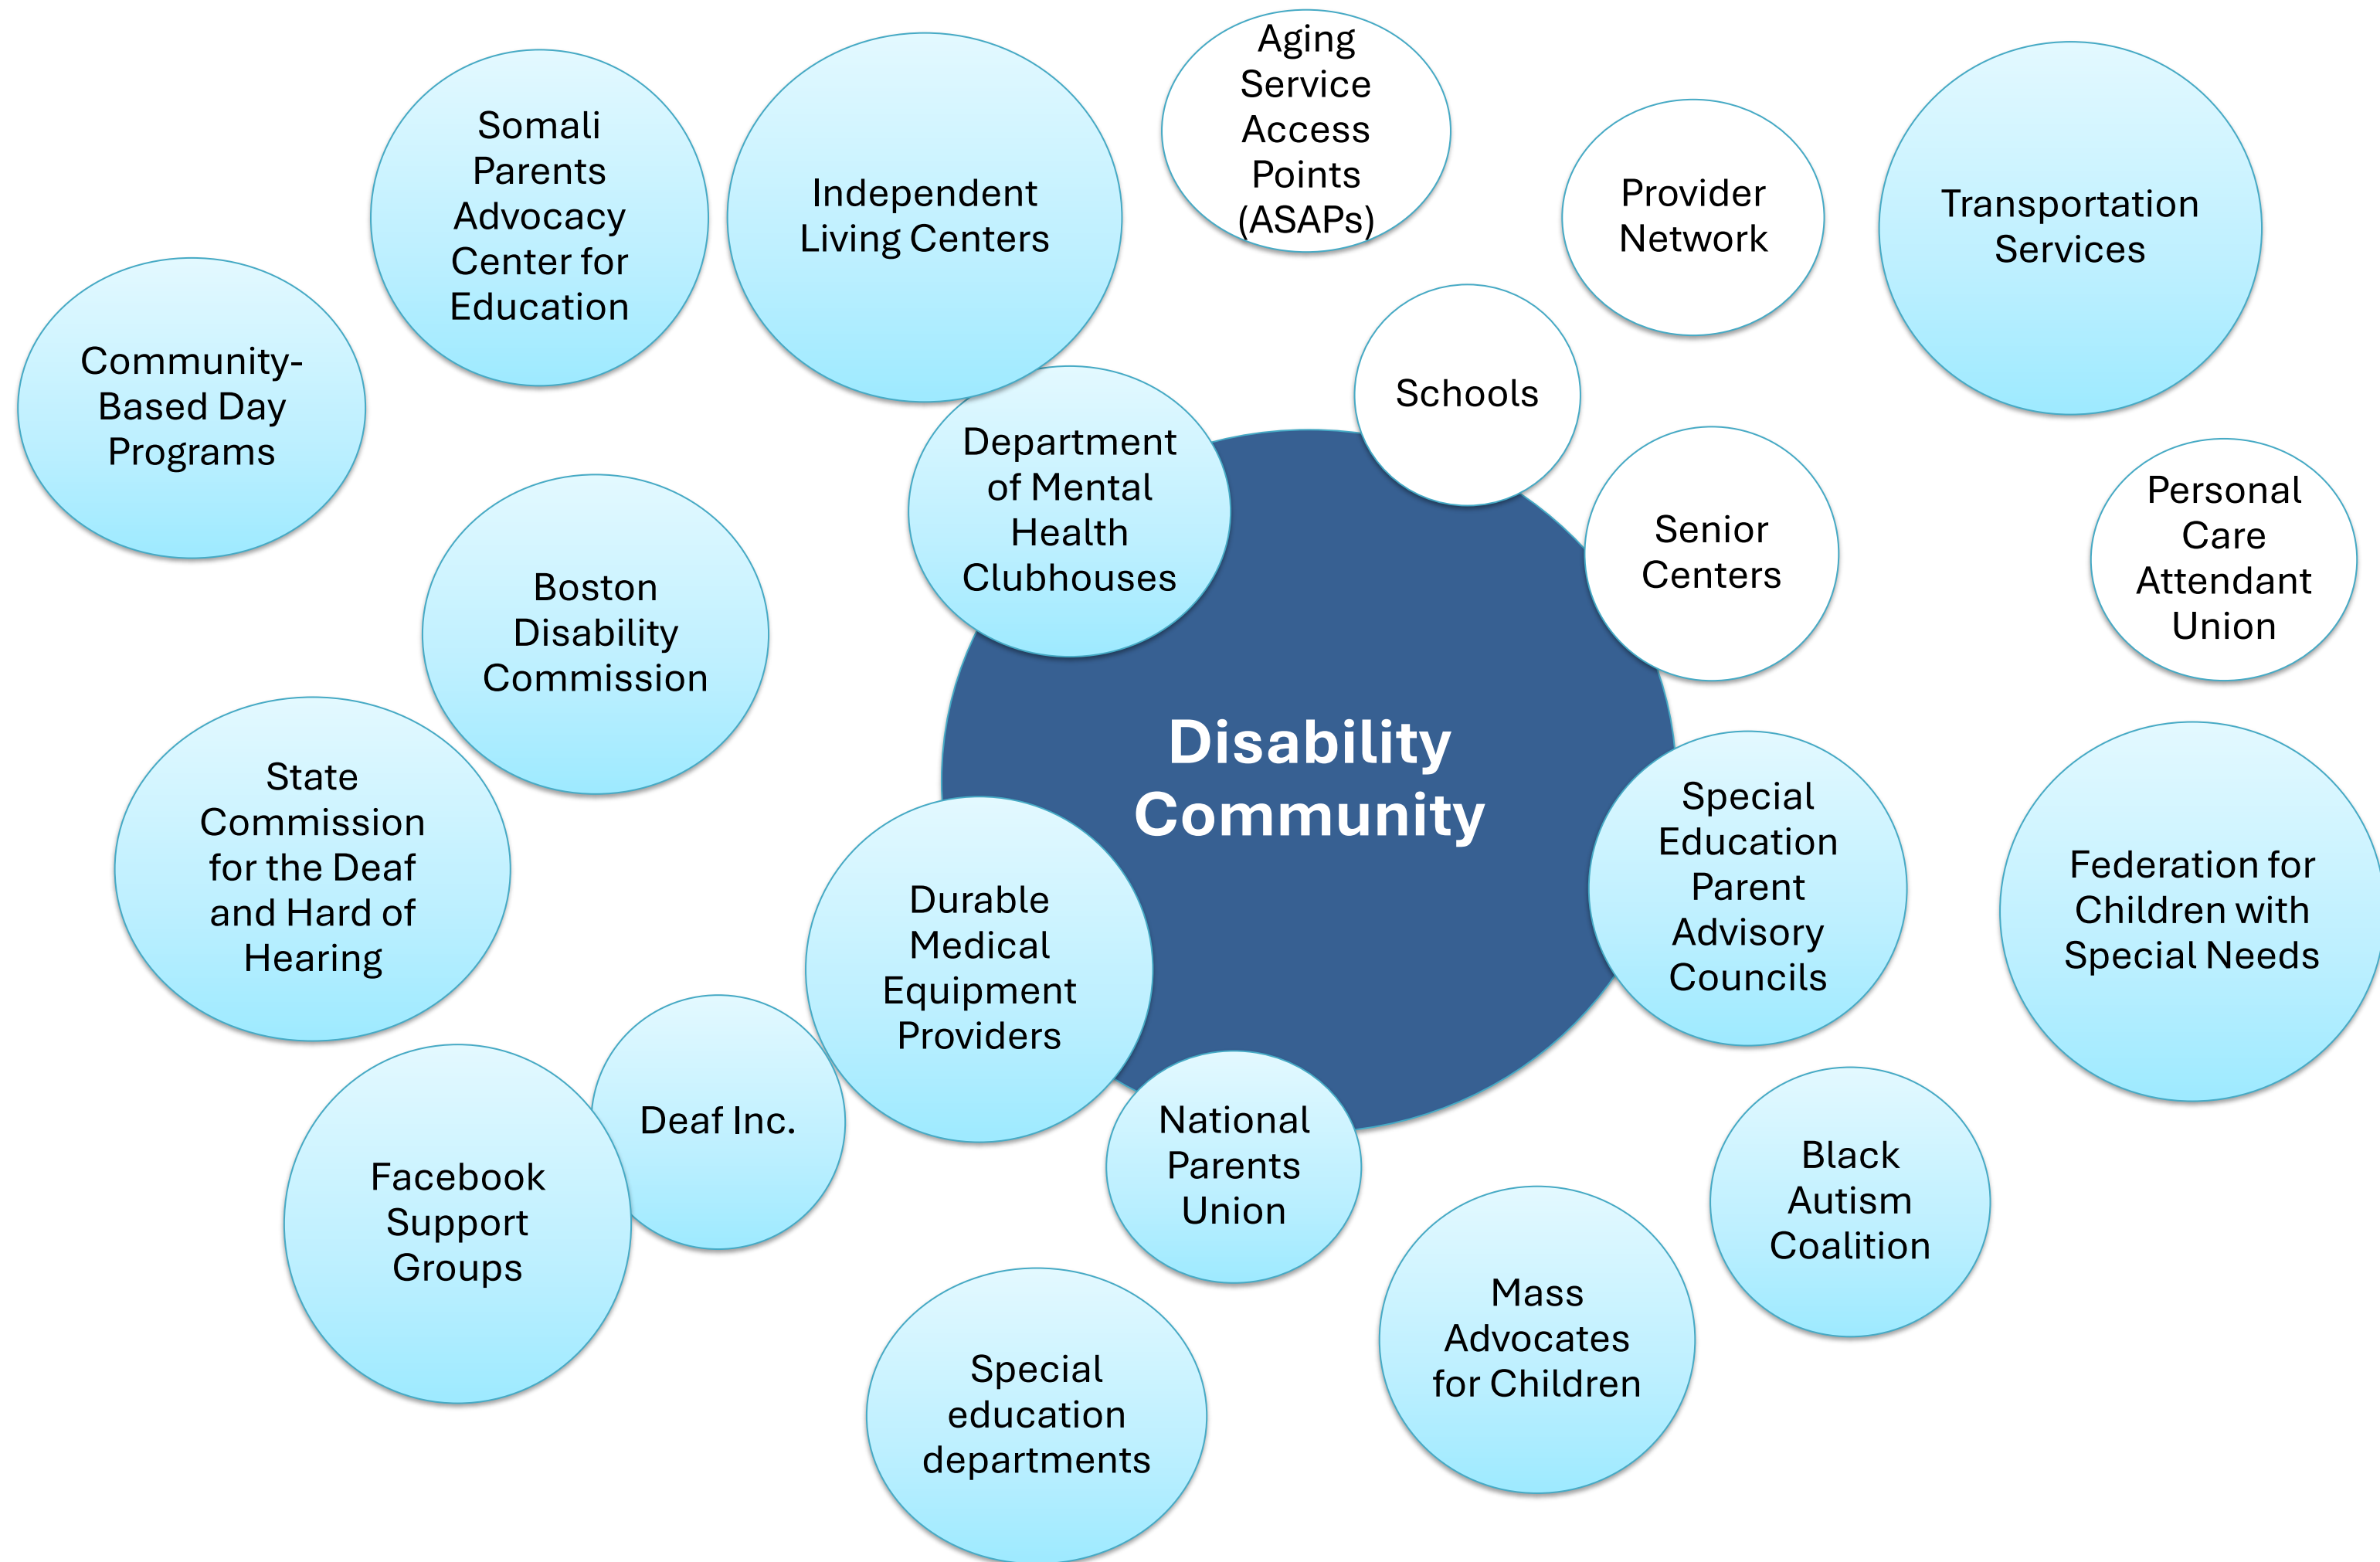 Aging
Service
Access
Points
(ASAPs)
Somali
Parents
Advocacy
Center for
Education
Independent
Living Centers
Provider
Network
Transportation
Services
Community-
Based Day
Programs
Schools
Department
of Mental
Health
Clubhouses
Senior
Centers
Personal
Care
Attendant
Union
Boston
Disability
Commission
Disability
Community
State
Commission
for the Deaf
and Hard of
Hearing
Durable
Medical
Equipment
Providers
Special
Education
Parent
Advisory
Councils
Federation for
Children with
Special Needs
Deaf Inc.
Facebook
Support
Groups
National
Parents
Union
Black
Autism
Coalition
Mass
Advocates
for Children
Special
education
departments